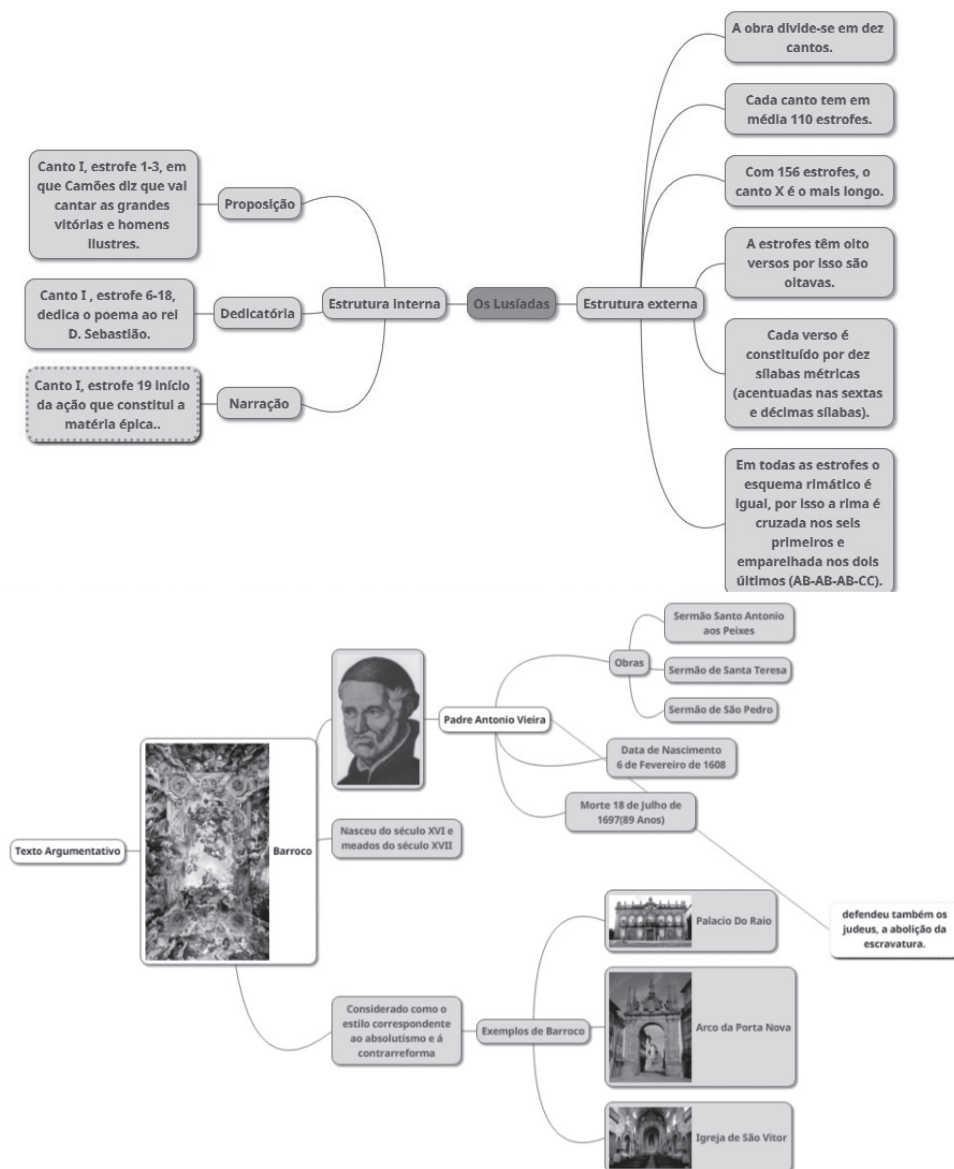 A obra divide-se em dez
cantos.
Cada canto tem em
média 110 estrofes.
Com 156 estrofes, o
canto X é o mais longo.
A estrofes têm oito
versos por isso são
oitavas.
Cada verso é
constituído por dez
sílabas métricas
(acentuadas nas sextas
e décimas sílabas).
Em todas as estrofes o
esquema rimático é
igual, por isso a rima é
cruzada nos seis
primeiros e
emparelhada nos dois
últimos (AB-AB-AB-CC).
Estrutura externa
Os Lusíadas
Estrutura interna
Proposição
Canto I, estrofe 1-3, em
que Camões diz que vai
cantar as grandes
vitórias e homens
ilustres.
Dedicatória
Canto I , estrofe 6-18,
dedica o poema ao rei
D. Sebastião.
Narração
Canto I, estrofe 19 início
da ação que constitui a
matéria épica..
Texto Argumentativo
Barroco
Padre Antonio Vieira
Obras
Sermão Santo Antonio
aos Peixes
Sermão de Santa Teresa
Sermão de São Pedro
Data de Nascimento
6 de Fevereiro de 1608
Morte 18 de Julho de
1697(89 Anos)
defendeu também os
judeus, a abolição da
escravatura.
Nasceu do século XVI e
meados do século XVII
Considerado como o
estilo correspondente
ao absolutismo e á
contrarreforma
Exemplos de Barroco
Palacio Do Raio
Arco da Porta Nova
Igreja de São Vitor